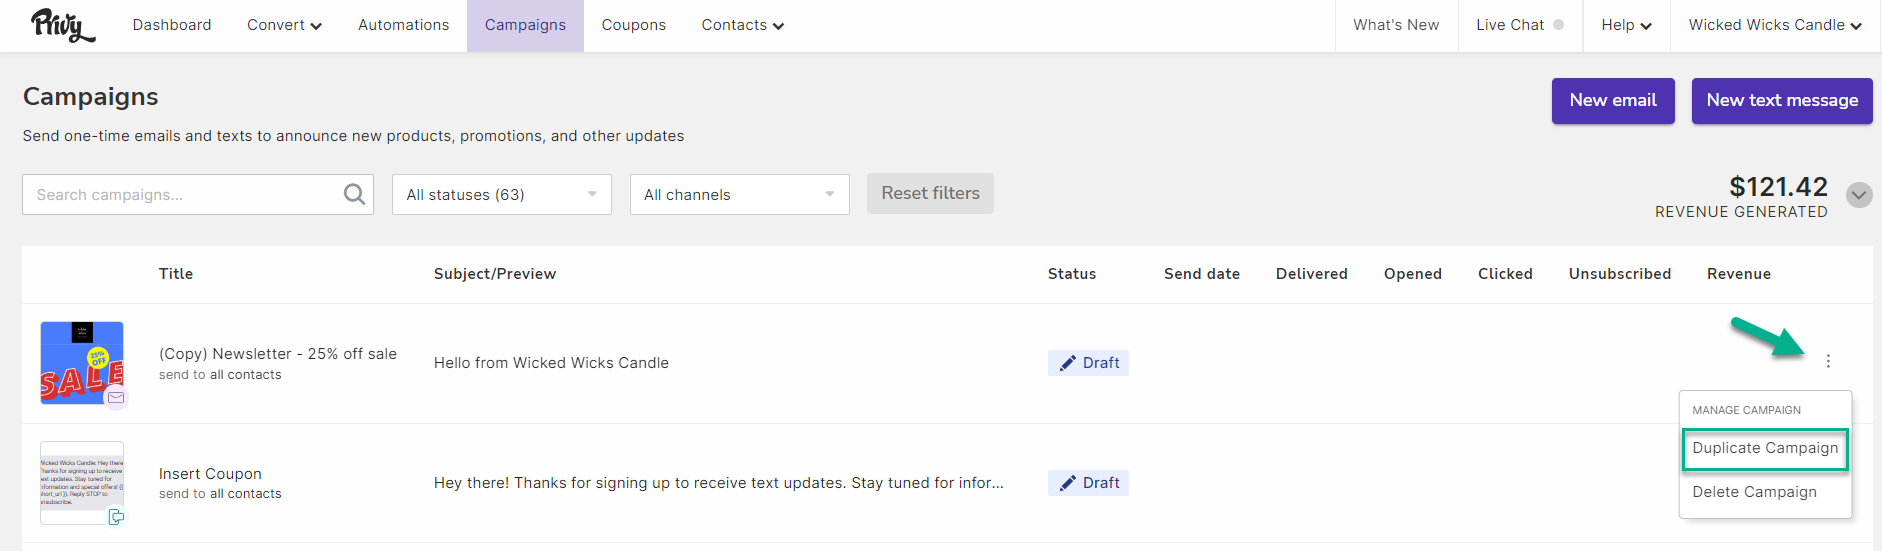 Privy
Dashboard
Convert
Automations
Campaigns
Coupons
Contacts
What's New
Live Chat
Help
Wicked Wicks Candle
Campaigns
New email
New text message
Send one-time emails and texts to announce new products, promotions, and other updates
Search campaigns...
All statuses (63)
All channels
Reset filters
$121.42
REVENUE GENERATED
Title
Subject/Preview
Status
Send date
Delivered
Opened
Clicked
Unsubscribed
Revenue
25%
OFF
SALE
(Copy) Newsletter - 25% off sale
send to all contacts
Hello from Wicked Wicks Candle
Draft
MANAGE CAMPAIGN
Duplicate Campaign
Delete Campaign
Wicked Wicks Candle: Hey there
Thanks for signing up to receive
text updates. Stay tuned for
information and special offers! {{
short_url }}. Reply STOP to
unsubscribe.
Insert Coupon
send to all contacts
Hey there! Thanks for signing up to receive text updates. Stay tuned for infor...
Draft